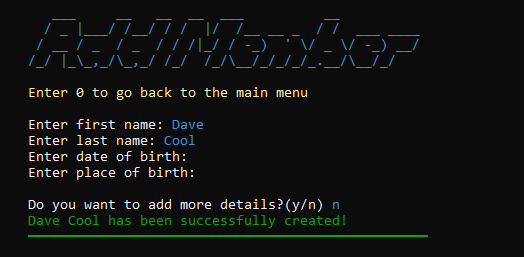 Add Member
Enter 0 to go back to the main menu
Enter first name: Dave
Enter last name: Cool
Enter date of birth:
Enter place of birth:
Do you want to add more details?(y/n) n
Dave Cool has been successfully created!